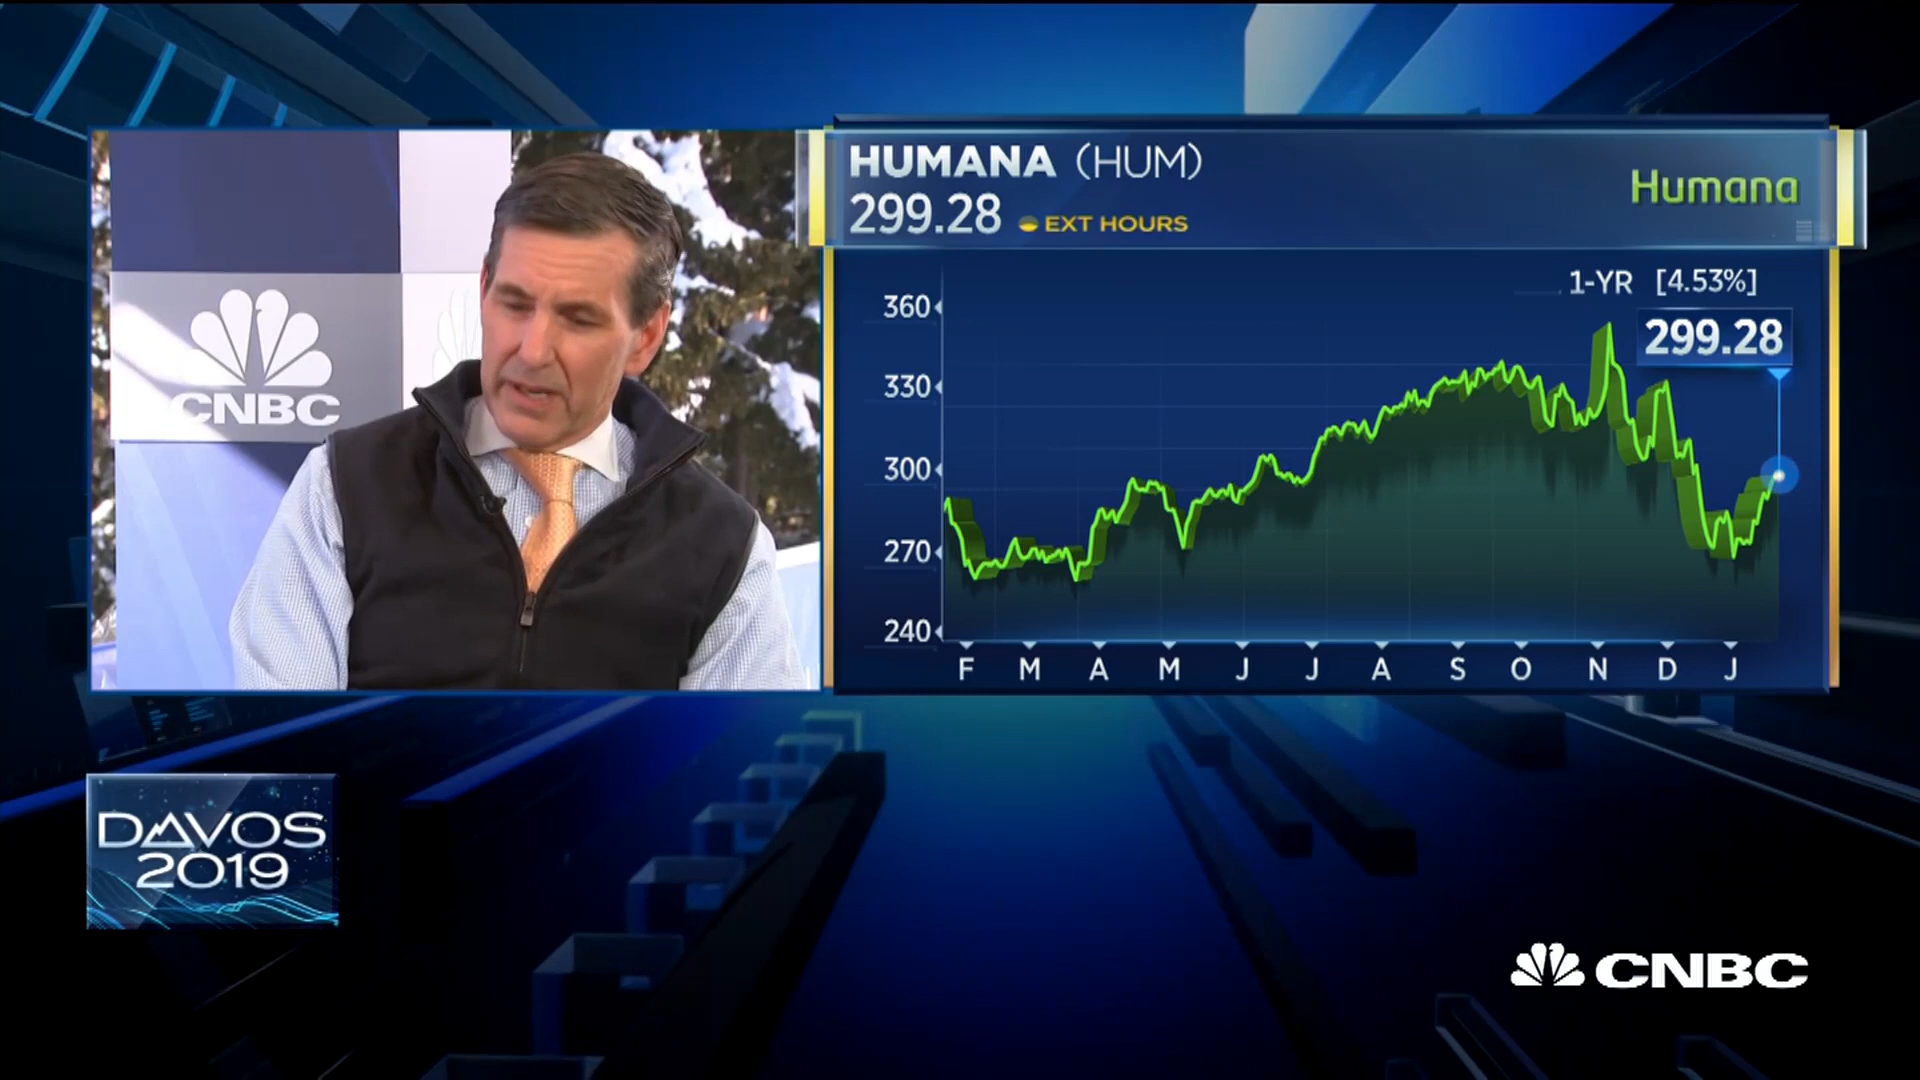 CNBC
HUMANA (HUM)
299.28 EXT HOURS
Humana
1-YR [4.53%]
299.28
360
330
300
270
240
F M A M J J A S O N D J
DAVOS
2019
CNBC